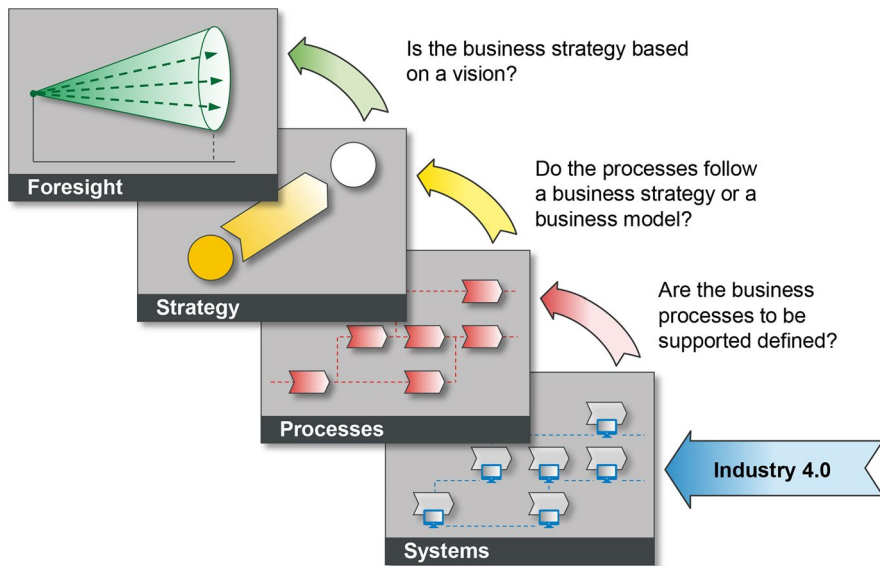 Is the business strategy based
on a vision?
Foresight
Do the processes follow
a business strategy or a
business model?
Strategy
Are the business
processes to be
supported defined?
Processes
Industry 4.0
Systems